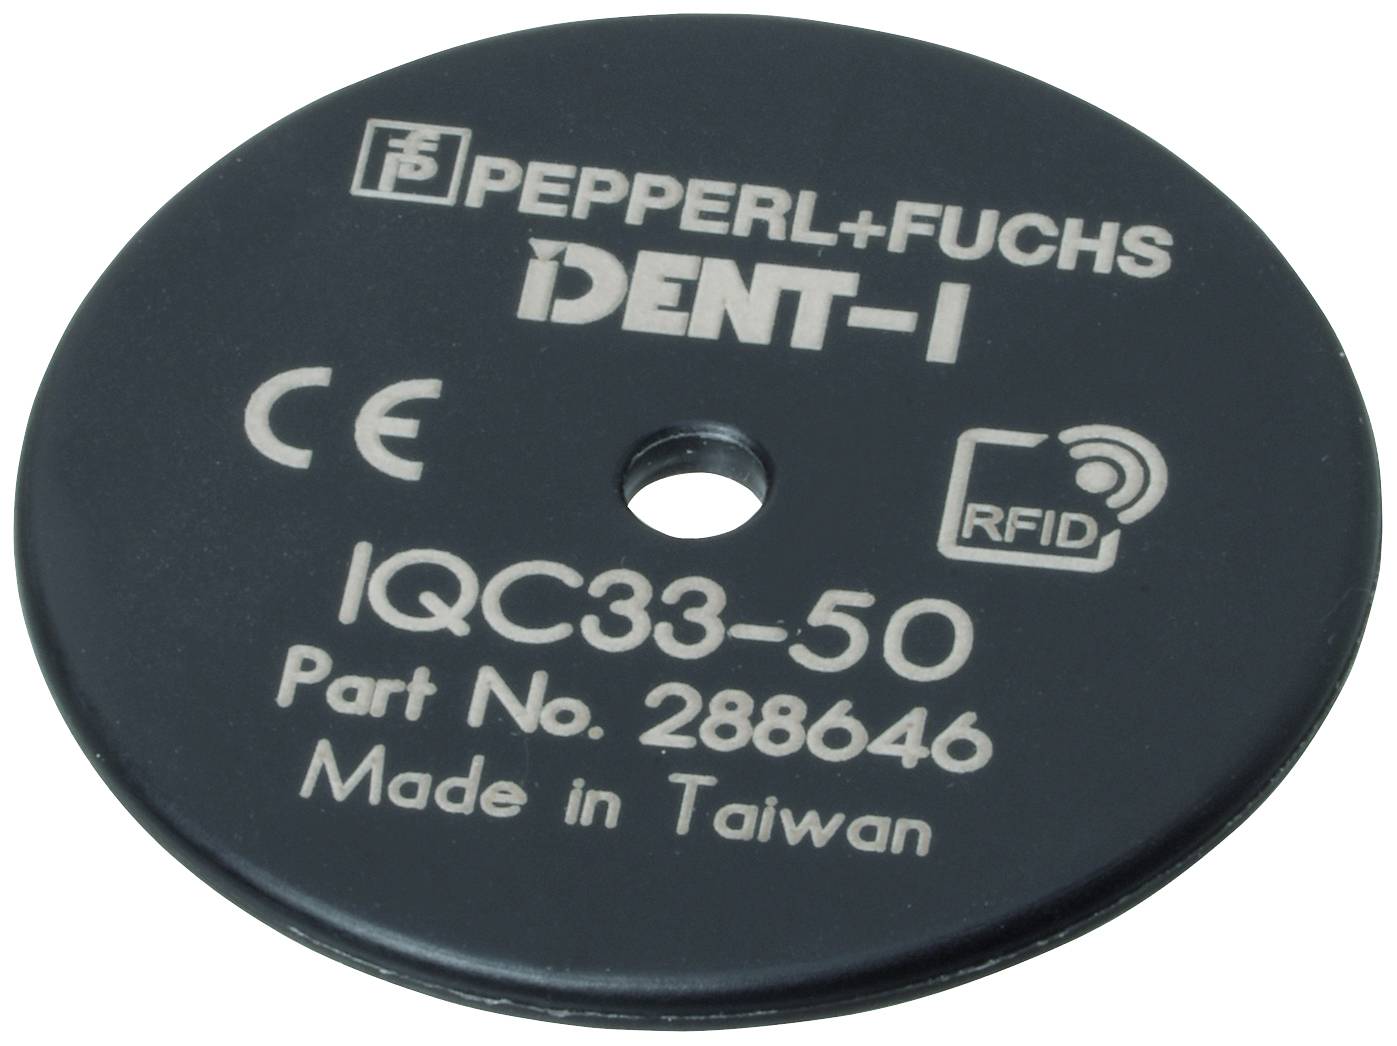 PEPPERL+FUCHS
IDENT-I
CE
RFID
IQC33-50
Part No. 288646
Made in Taiwan